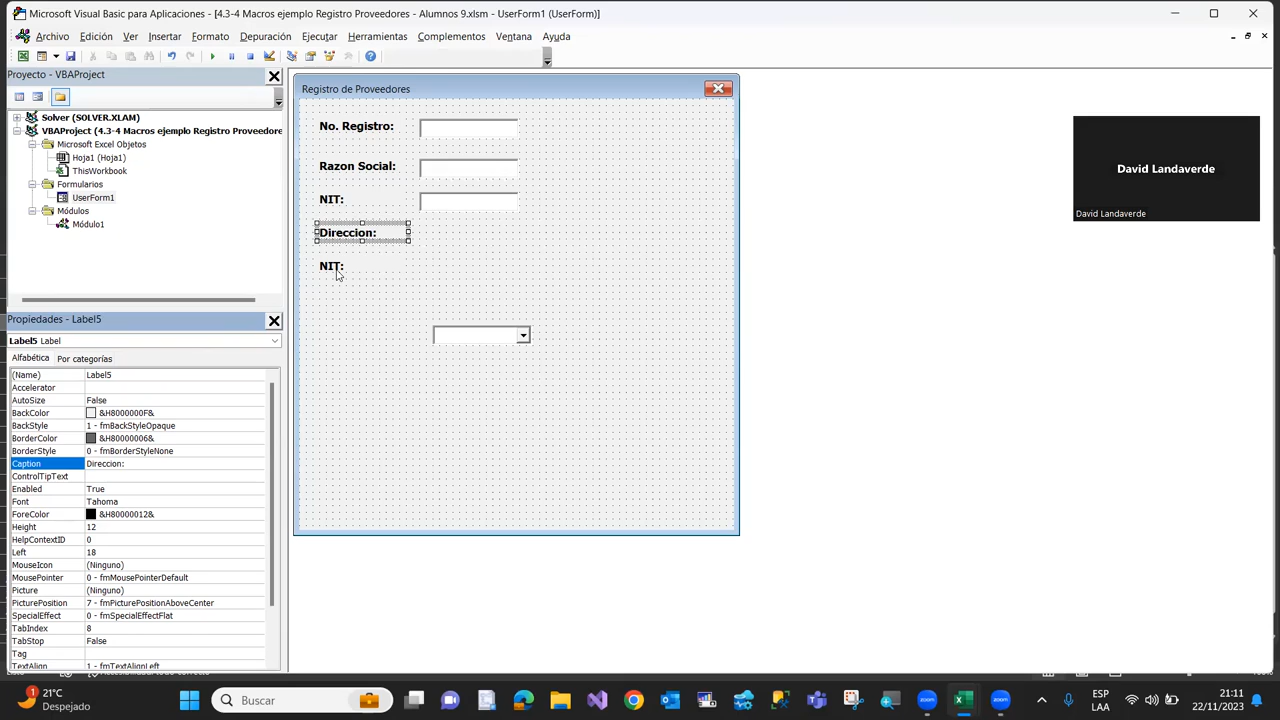 Microsoft Visual Basic para Aplicaciones - [4.3-4 Macros ejemplo Registro Proveedores - Alumnos 9.xlsm - UserForm1 (UserForm)]
Archivo Edición Ver Insertar Formato Depuración Ejecutar Herramientas Complementos Ventana Ayuda
Proyecto - VBAProject
Solver (SOLVER.XLAM)
VBAProject (4.3-4 Macros ejemplo Registro Proveedore
Microsoft Excel Objetos
Hoja1 (Hoja1)
ThisWorkbook
Formularios
UserForm1
Módulos
Módulo1
Propiedades - Label5
Label5 Label
Alfabética Por categorías
(Name) Label5
Accelerator
AutoSize False
BackColor &H8000000F&
BackStyle 1 - fmBackStyleOpaque
BorderColor &H80000006&
BorderStyle 0 - fmBorderStyleNone
Caption Direccion:
ControlTipText
Enabled True
Font Tahoma
ForeColor &H80000012&
Height 12
HelpContextID 0
Left 18
MouseIcon (Ninguno)
MousePointer 0 - fmMousePointerDefault
Picture (Ninguno)
PicturePosition 7 - fmPicturePositionAboveCenter
SpecialEffect 0 - fmSpecialEffectFlat
TabIndex 8
TabStop False
Tag
TextAlign 1 - fmTextAlignLeft
Registro de Proveedores
No. Registro:
Razon Social:
NIT:
Direccion:
NIT:
David Landaverde
David Landaverde
21°C
Despejado
1
Buscar
ESP
LAA
21:11
22/11/2023